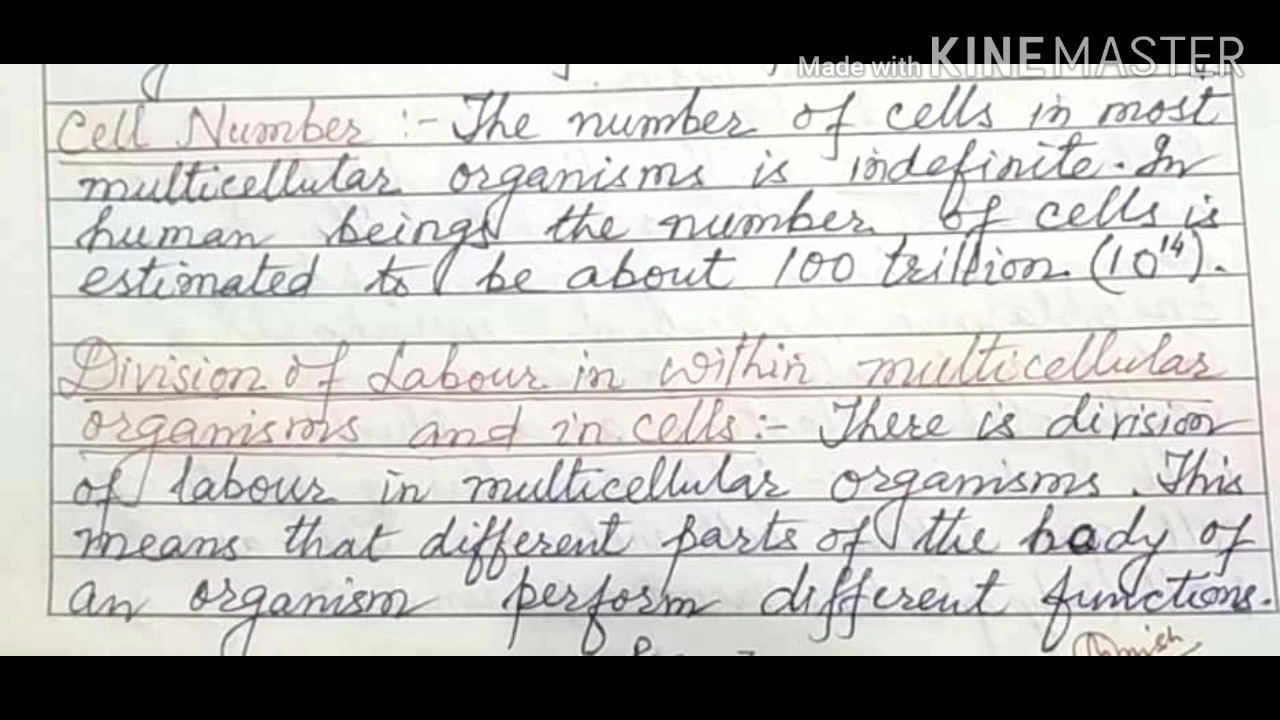 Made with KINEMASTER
Cell Number :- The number of cells in most
multicellular organisms is indefinite. In
human beings the number of cells is
estimated to be about 100 trillion (10¹⁴).
Division of Labour in within multicellular
organisms and in cells :- There is division
of labour in multicellular organisms. This
means that different parts of the body of
an organism perform different functions.